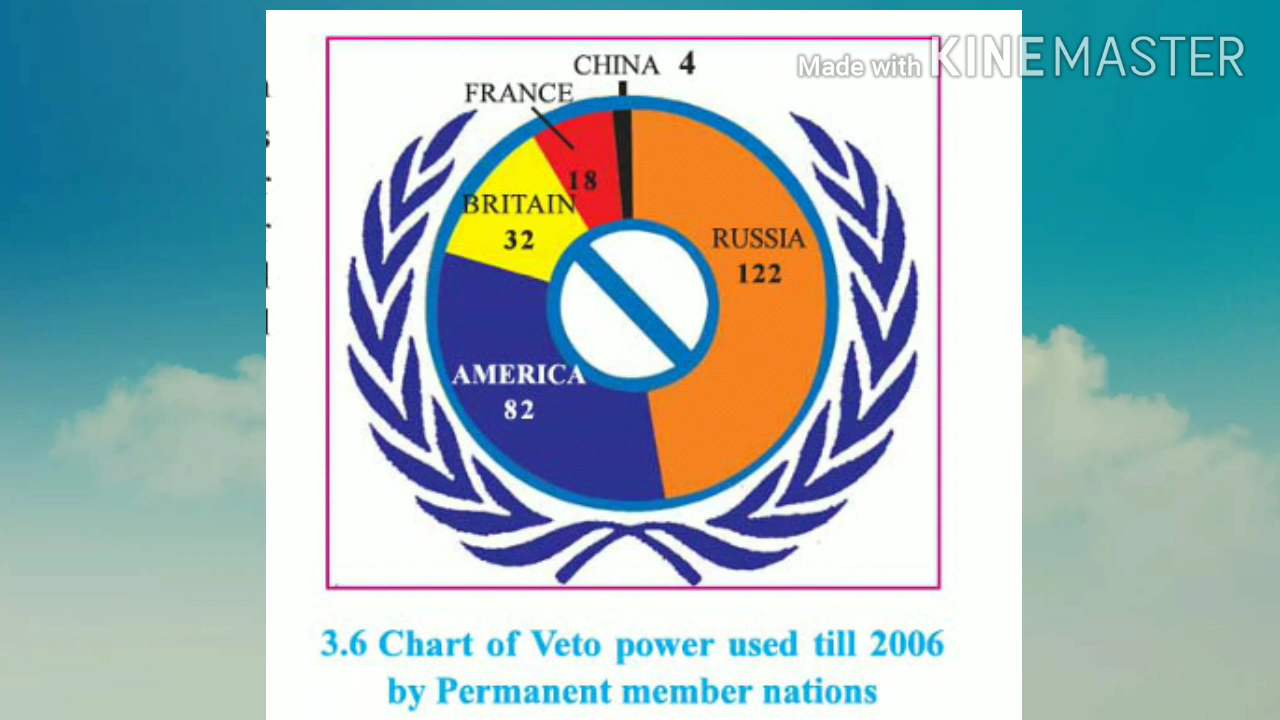 Made with KINEMASTER
CHINA 4
FRANCE
18
BRITAIN
32
RUSSIA
122
AMERICA
82
3.6 Chart of Veto power used till 2006
by Permanent member nations